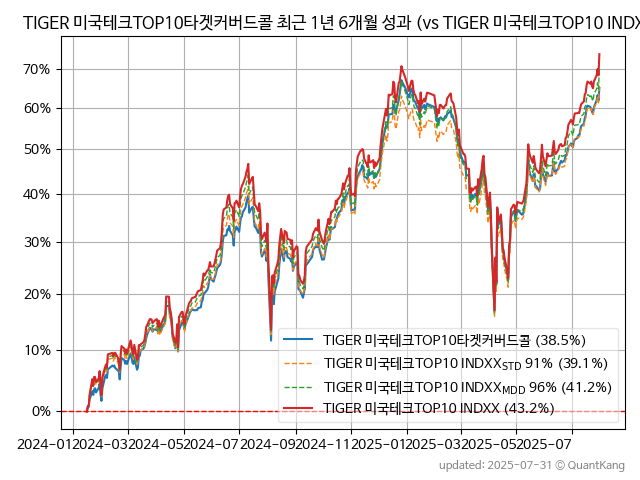 TIGER 미국테크TOP10타겟커버드콜 최근 1년 6개월 성과 (vs TIGER 미국테크TOP10 INDX
70%
60%
50%
40%
30%
20%
10%
0%
TIGER 미국테크TOP10타겟커버드콜 (38.5%)
TIGER 미국테크TOP10 INDXX_STD 91% (39.1%)
TIGER 미국테크TOP10 INDXX_MDD 96% (41.2%)
TIGER 미국테크TOP10 INDXX (43.2%)
2024-01 2024-03 2024-05 2024-07 2024-09 2024-11 2025-01 2025-03 2025-05 2025-07
updated: 2025-07-31 © QuantKang